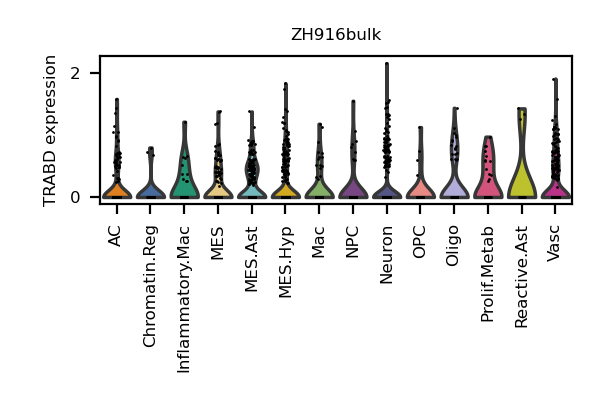 ZH916bulk
TRABD expression
2
0
AC
Chromatin.Reg
Inflammatory.Mac
MES
MES.Ast
MES.Hyp
Mac
NPC
Neuron
OPC
Oligo
Prolif.Metab
Reactive.Ast
Vasc